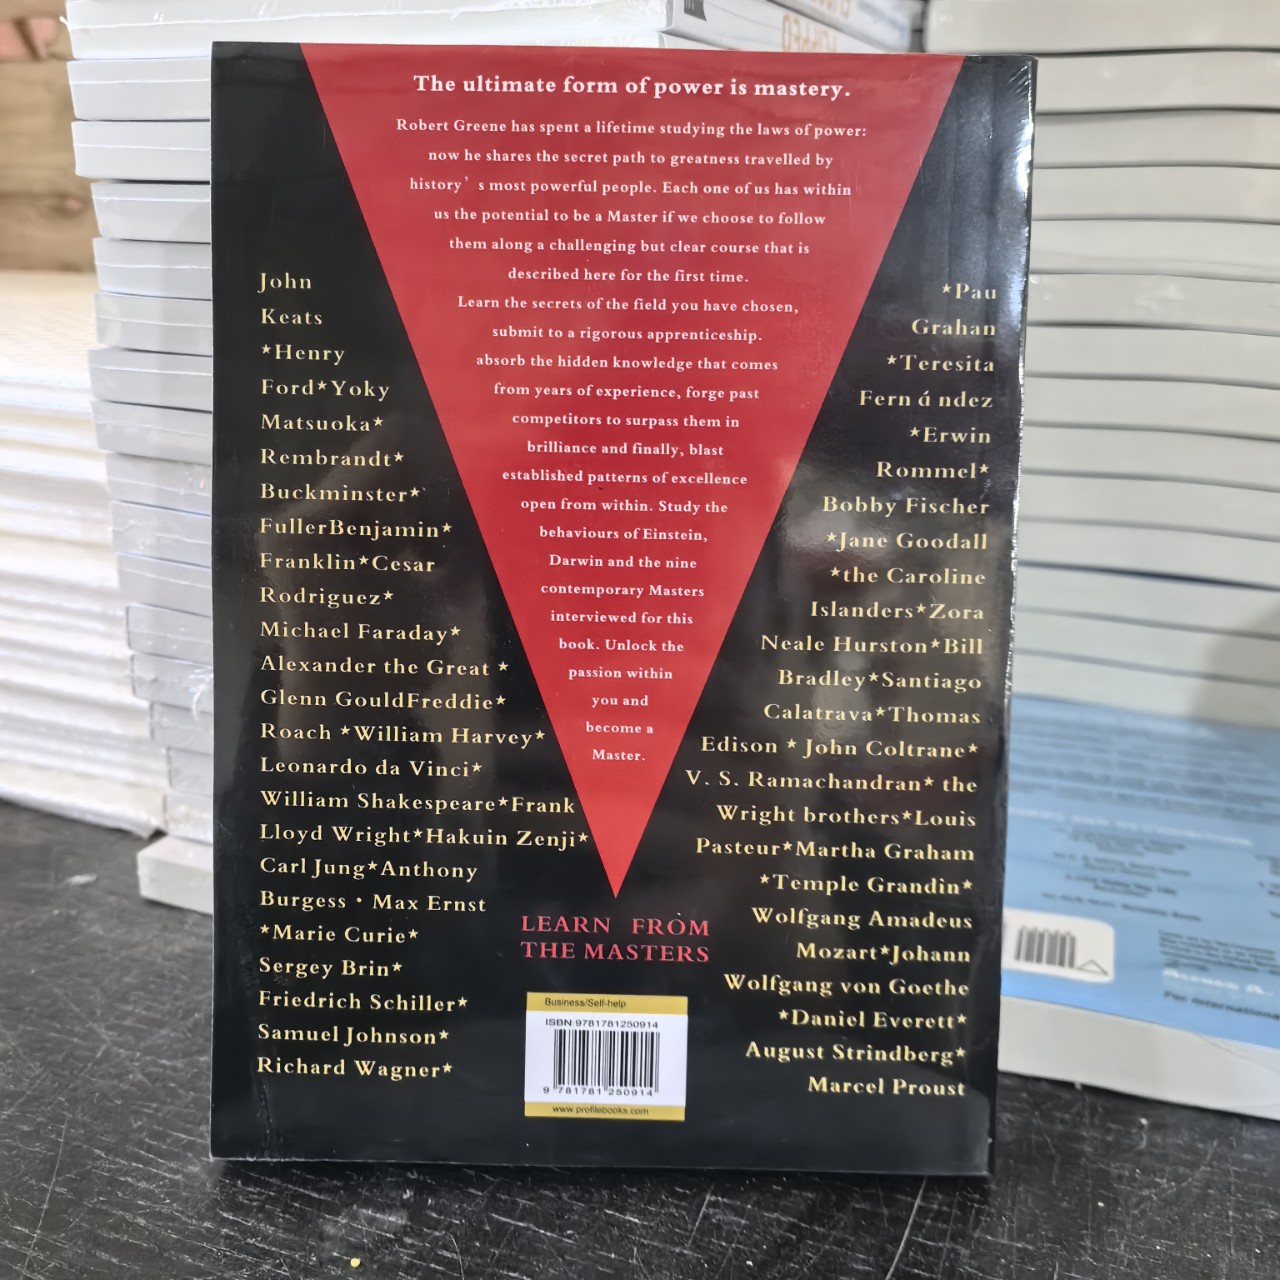 The ultimate form of power is mastery.
Robert Greene has spent a lifetime studying the laws of power:
now he shares the secret path to greatness travelled by
history’ s most powerful people. Each one of us has within
us the potential to be a Master if we choose to follow
them along a challenging but clear course that is
described here for the first time.
Learn the secrets of the field you have chosen,
submit to a rigorous apprenticeship.
absorb the hidden knowledge that comes
from years of experience, forge past
competitors to surpass them in
brilliance and finally, blast
established patterns of excellence
open from within. Study the
behaviours of Einstein,
Darwin and the nine
contemporary Masters
interviewed for this
book. Unlock the
passion within
you and
become a
Master.
John
Keats
*Henry
Ford*Yoky
Matsuoka*
Rembrandt*
Buckminster*
FullerBenjamin*
Franklin*Cesar
Rodriguez*
Michael Faraday*
Alexander the Great *
Glenn GouldFreddie*
Roach *William Harvey*
Leonardo da Vinci*
William Shakespeare*Frank
Lloyd Wright*Hakuin Zenji*
Carl Jung*Anthony
Burgess · Max Ernst
*Marie Curie*
Sergey Brin*
Friedrich Schiller*
Samuel Johnson*
Richard Wagner*
*Pau
Grahan
*Teresita
Fern á ndez
*Erwin
Rommel*
Bobby Fischer
*Jane Goodall
*the Caroline
Islanders*Zora
Neale Hurston*Bill
Bradley*Santiago
Calatrava*Thomas
Edison * John Coltrane*
V. S. Ramachandran* the
Wright brothers*Louis
Pasteur*Martha Graham
*Temple Grandin*
Wolfgang Amadeus
Mozart*Johann
Wolfgang von Goethe
*Daniel Everett*
August Strindberg*
Marcel Proust
LEARN FROM
THE MASTERS
Business/Self-help
ISBN:9781781250914
9 781781 250914
www.profilebooks.com